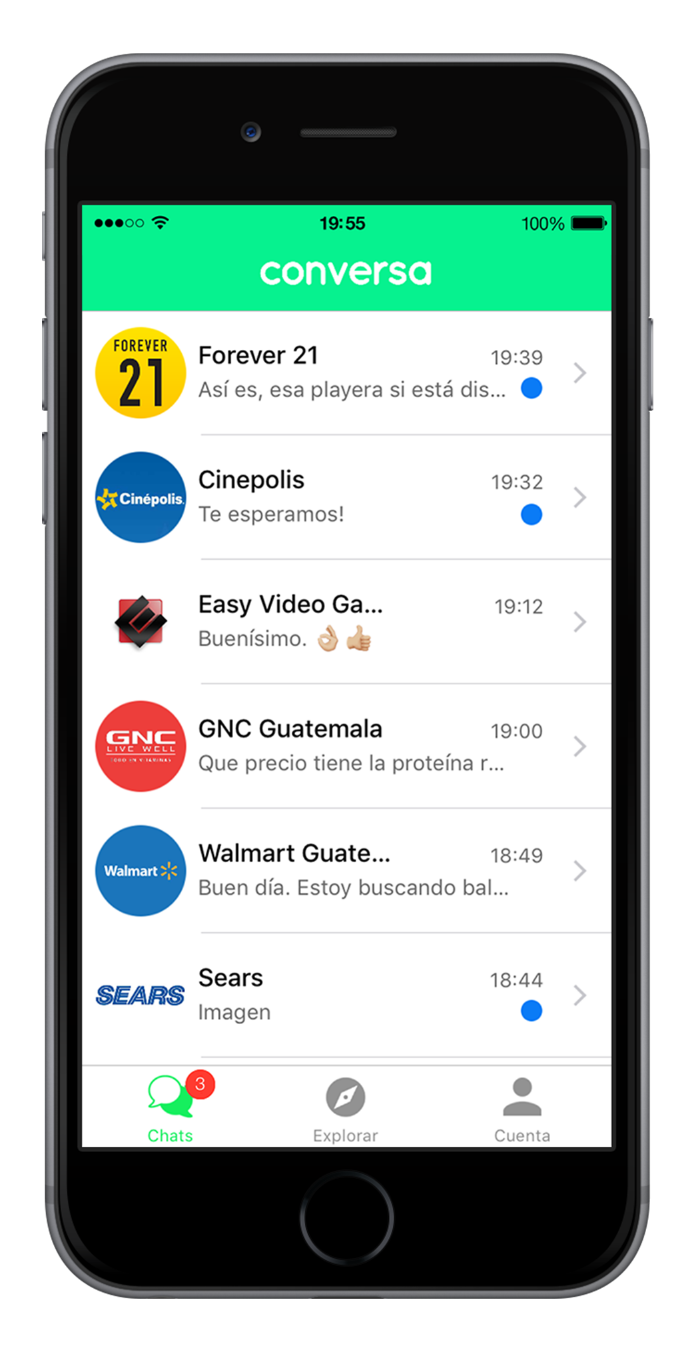 19:55
100%
conversa
FOREVER
21
Forever 21
19:39
Así es, esa playera si está dis...
Cinépolis.
Cinepolis
19:32
Te esperamos!
Easy Video Ga...
19:12
Buenísimo. 👌🏼 👍🏼
GNC
LIVE WELL
GNC Guatemala
19:00
Que precio tiene la proteína r...
Walmart
Walmart Guate...
18:49
Buen día. Estoy buscando bal...
SEARS
Sears
18:44
Imagen
3
Chats
Explorar
Cuenta